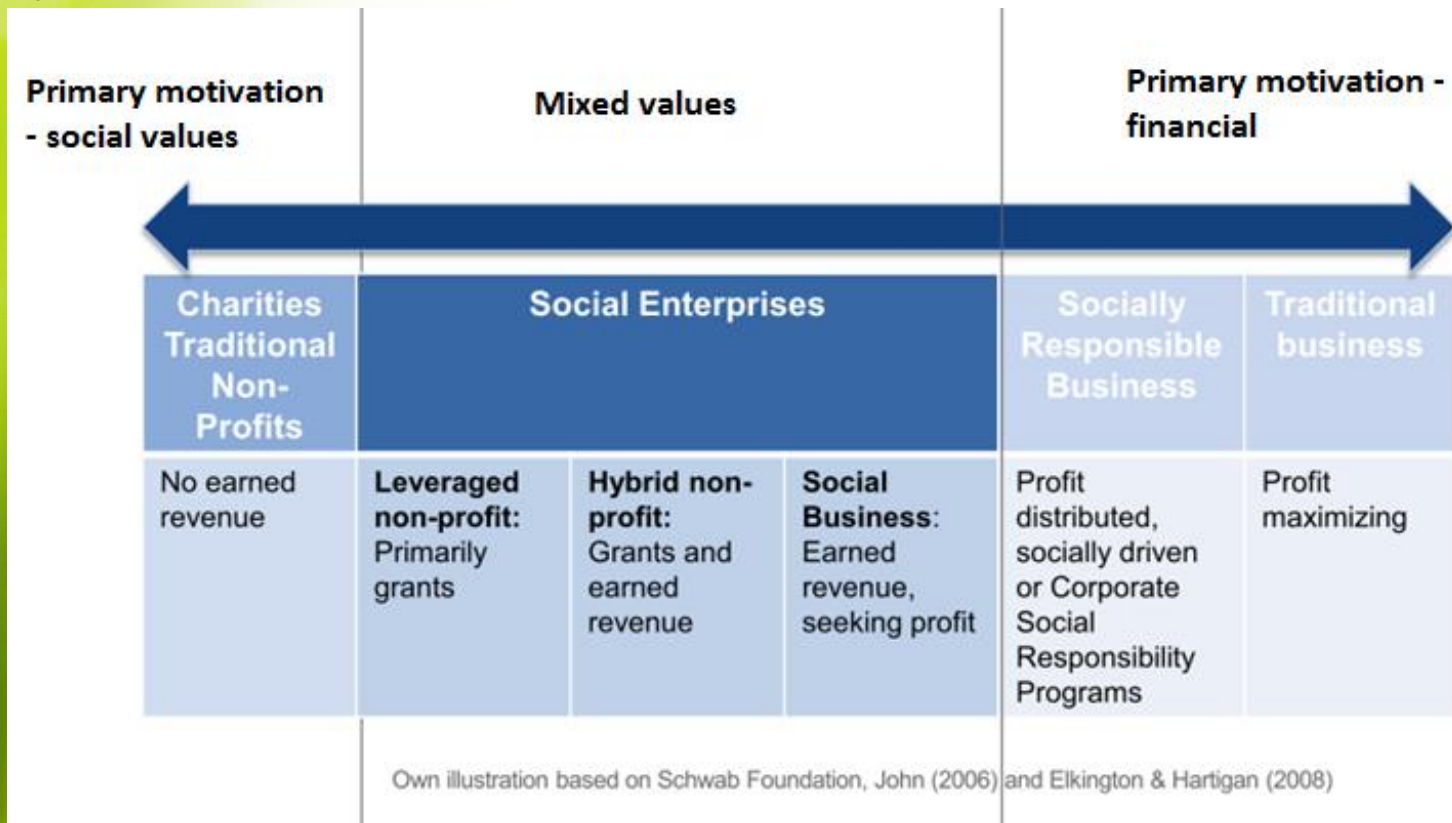 Primary motivation
- social values
Mixed values
Primary motivation -
financial
Charities
Traditional
Non-
Profits
Social Enterprises
Socially
Responsible
Business
Traditional
business
No earned
revenue
Leveraged
non-profit:
Primarily
grants
Hybrid non-
profit:
Grants and
earned
revenue
Social
Business:
Earned
revenue,
seeking profit
Profit
distributed,
socially driven
or Corporate
Social
Responsibility
Programs
Profit
maximizing
Own illustration based on Schwab Foundation, John (2006) and Elkington & Hartigan (2008)